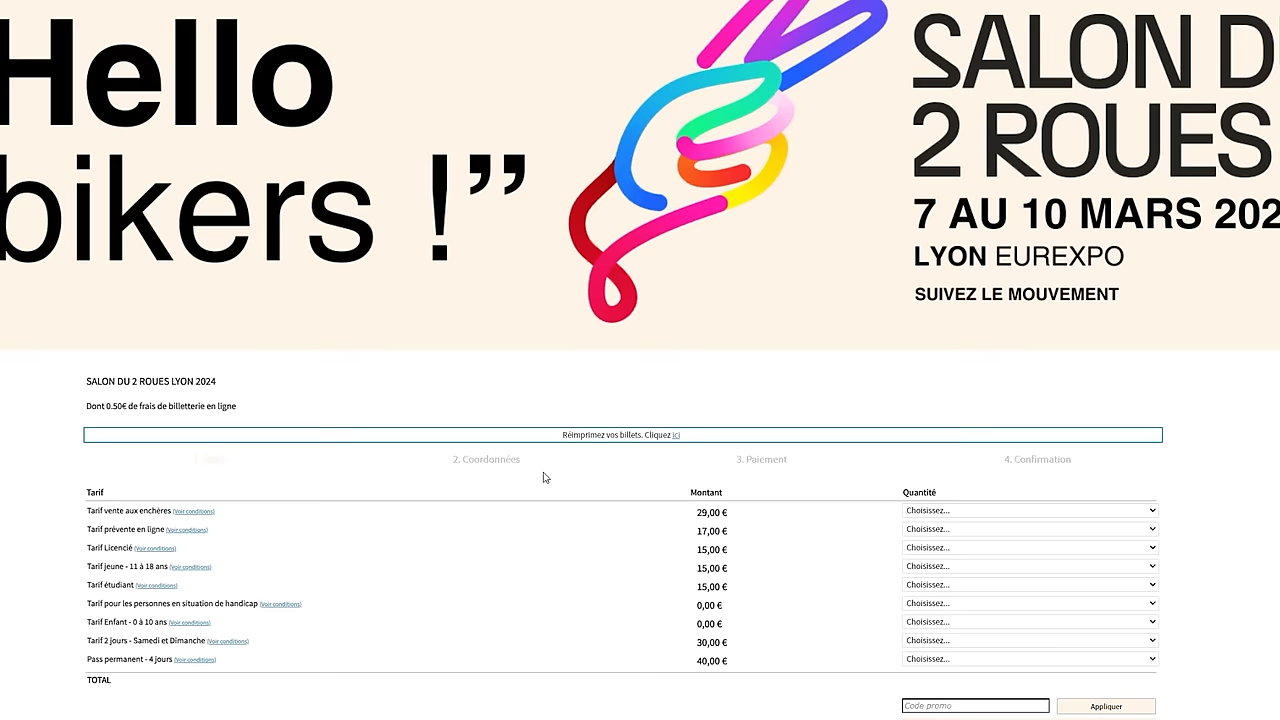 Hello
bikers !”
SALON D
2 ROUES
7 AU 10 MARS 202
LYON EUREXPO
SUIVEZ LE MOUVEMENT
SALON DU 2 ROUES LYON 2024
Dont 0.50€ de frais de billetterie en ligne
Réimprimez vos billets. Cliquez ici
2. Coordonnées 3. Paiement 4. Confirmation
Tarif Montant Quantité
Tarif vente aux enchères (Voir conditions) 29,00 € Choisissez...
Tarif prévente en ligne (Voir conditions) 17,00 € Choisissez...
Tarif Licencié (Voir conditions) 15,00 € Choisissez...
Tarif jeune - 11 à 18 ans (Voir conditions) 15,00 € Choisissez...
Tarif étudiant (Voir conditions) 15,00 € Choisissez...
Tarif pour les personnes en situation de handicap (Voir conditions) 0,00 € Choisissez...
Tarif Enfant - 0 à 10 ans (Voir conditions) 0,00 € Choisissez...
Tarif 2 jours - Samedi et Dimanche (Voir conditions) 30,00 € Choisissez...
Pass permanent - 4 jours (Voir conditions) 40,00 € Choisissez...
TOTAL
Code promo Appliquer